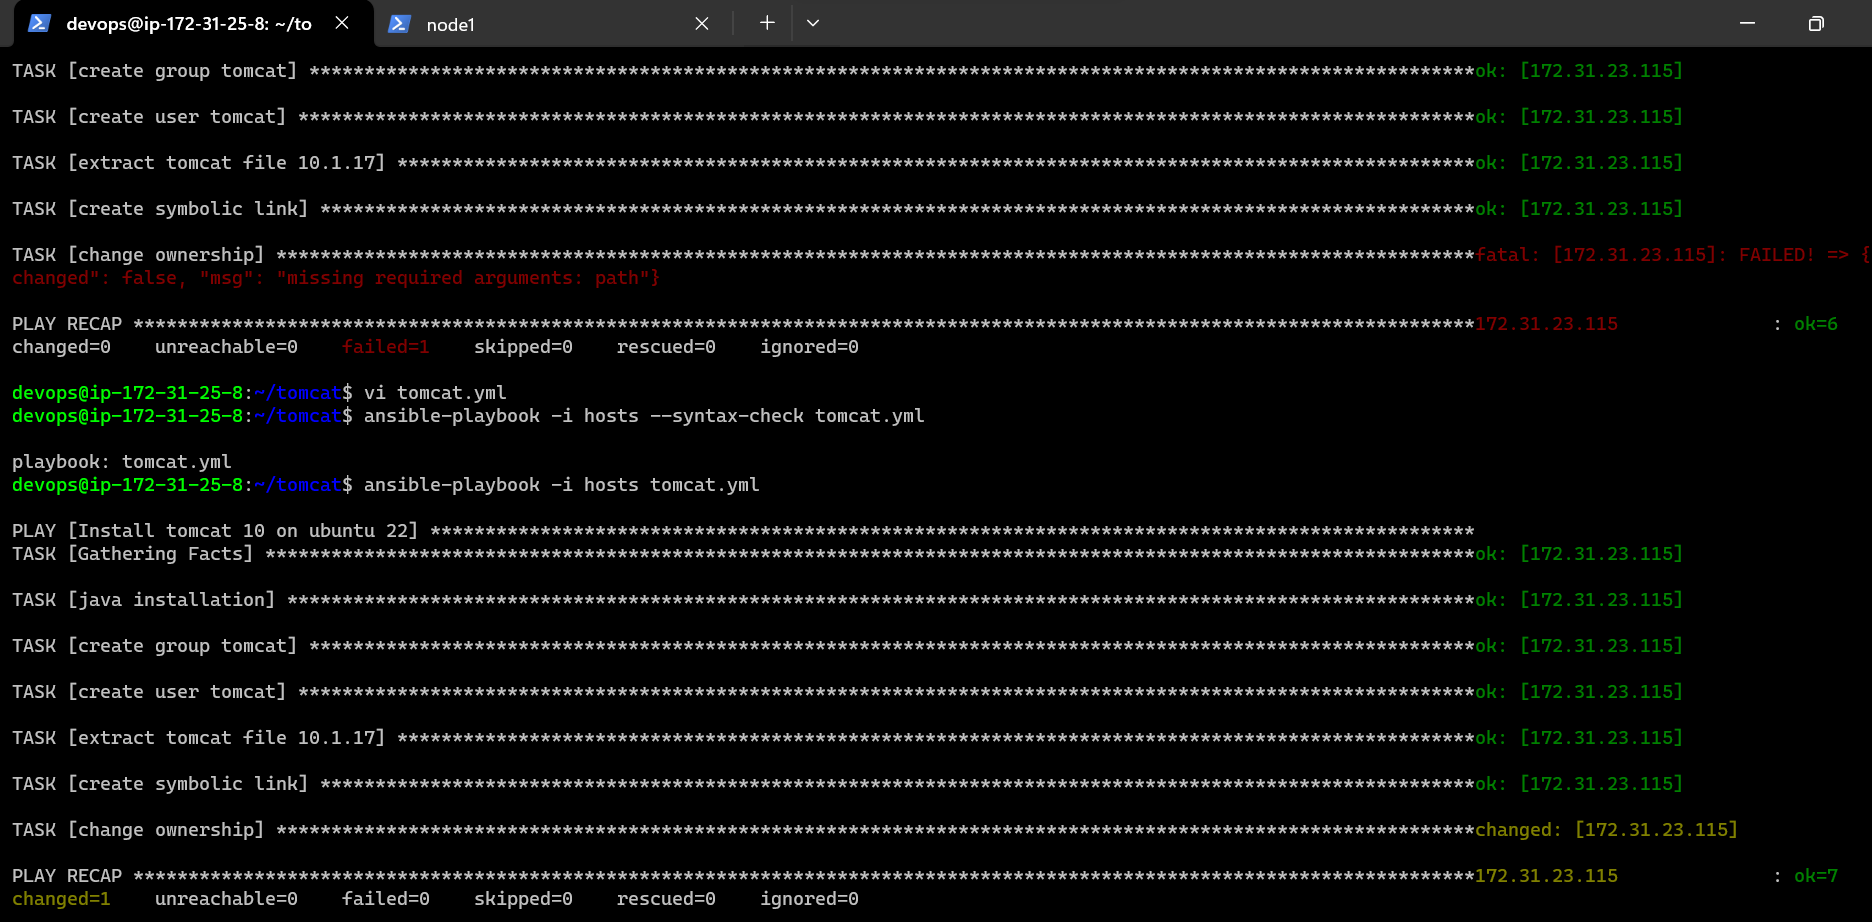 devops@ip-172-31-25-8: ~/to
node1
TASK [create group tomcat] **********************************************************************************************************ok: [172.31.23.115]
TASK [create user tomcat] ***********************************************************************************************************ok: [172.31.23.115]
TASK [extract tomcat file 10.1.17] **************************************************************************************************ok: [172.31.23.115]
TASK [create symbolic link] *********************************************************************************************************ok: [172.31.23.115]
TASK [change ownership] *************************************************************************************************************fatal: [172.31.23.115]: FAILED! => {
changed": false, "msg": "missing required arguments: path"}
PLAY RECAP **************************************************************************************************************************172.31.23.115 : ok=6
changed=0 unreachable=0 failed=1 skipped=0 rescued=0 ignored=0
devops@ip-172-31-25-8:~/tomcat$ vi tomcat.yml
devops@ip-172-31-25-8:~/tomcat$ ansible-playbook -i hosts --syntax-check tomcat.yml
playbook: tomcat.yml
devops@ip-172-31-25-8:~/tomcat$ ansible-playbook -i hosts tomcat.yml
PLAY [Install tomcat 10 on ubuntu 22] ***********************************************************************************************
TASK [Gathering Facts] **************************************************************************************************************ok: [172.31.23.115]
TASK [java installation] ************************************************************************************************************ok: [172.31.23.115]
TASK [create group tomcat] **********************************************************************************************************ok: [172.31.23.115]
TASK [create user tomcat] ***********************************************************************************************************ok: [172.31.23.115]
TASK [extract tomcat file 10.1.17] **************************************************************************************************ok: [172.31.23.115]
TASK [create symbolic link] *********************************************************************************************************ok: [172.31.23.115]
TASK [change ownership] *************************************************************************************************************changed: [172.31.23.115]
PLAY RECAP **************************************************************************************************************************172.31.23.115 : ok=7
changed=1 unreachable=0 failed=0 skipped=0 rescued=0 ignored=0